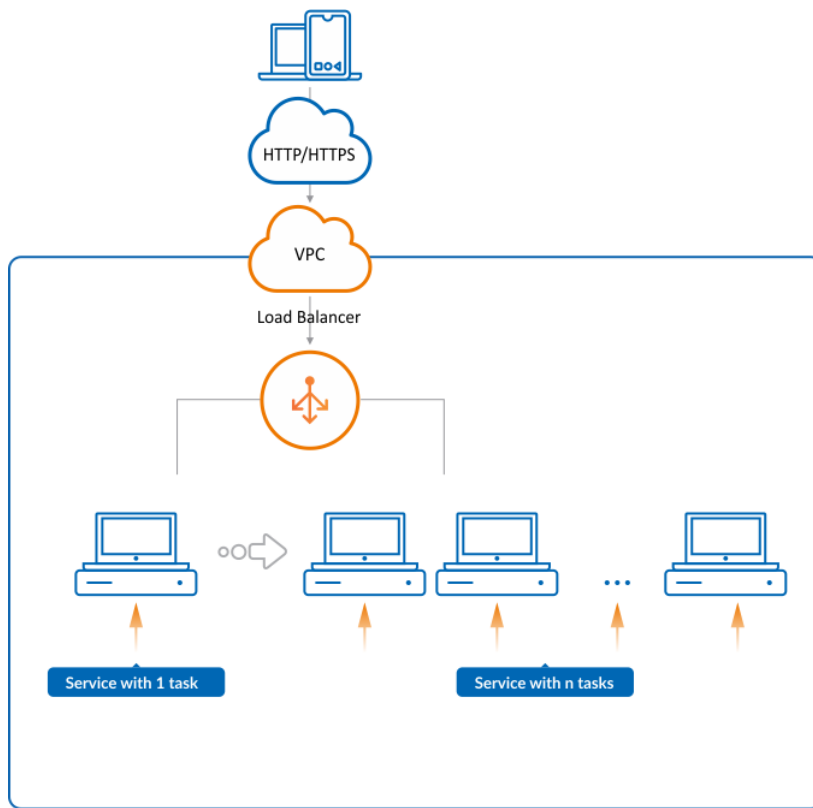 HTTP/HTTPS
VPC
Load Balancer
Service with 1 task
Service with n tasks